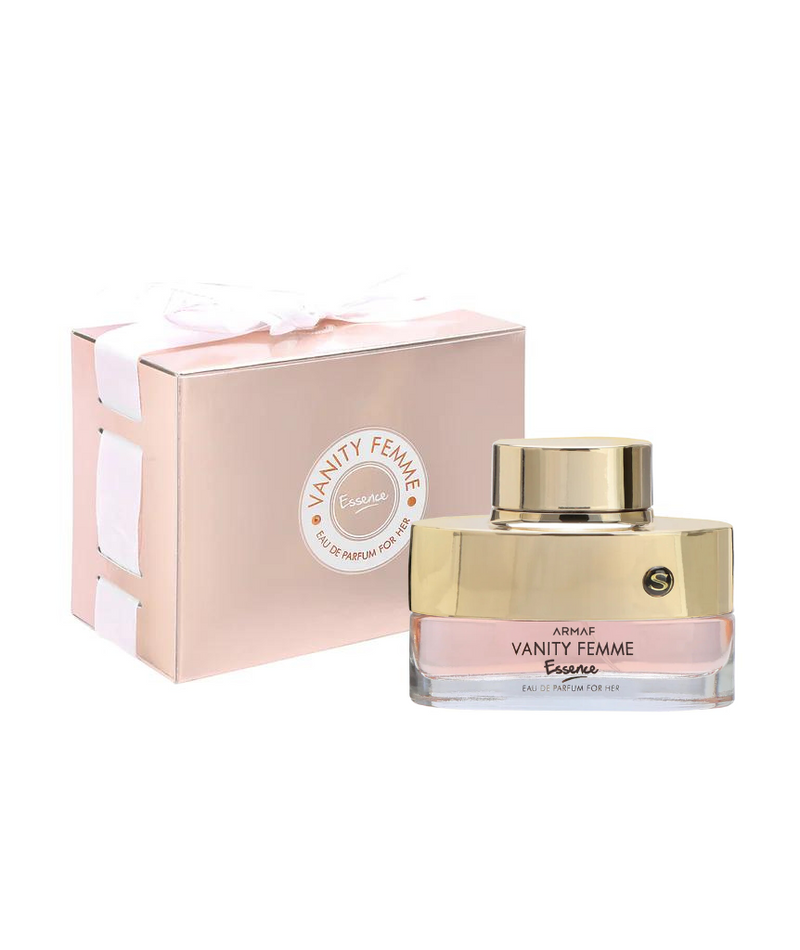 VANITY FEMME
Essence
EAU DE PARFUM FOR HER
S
ARMAF
VANITY FEMME
Essence
EAU DE PARFUM FOR HER